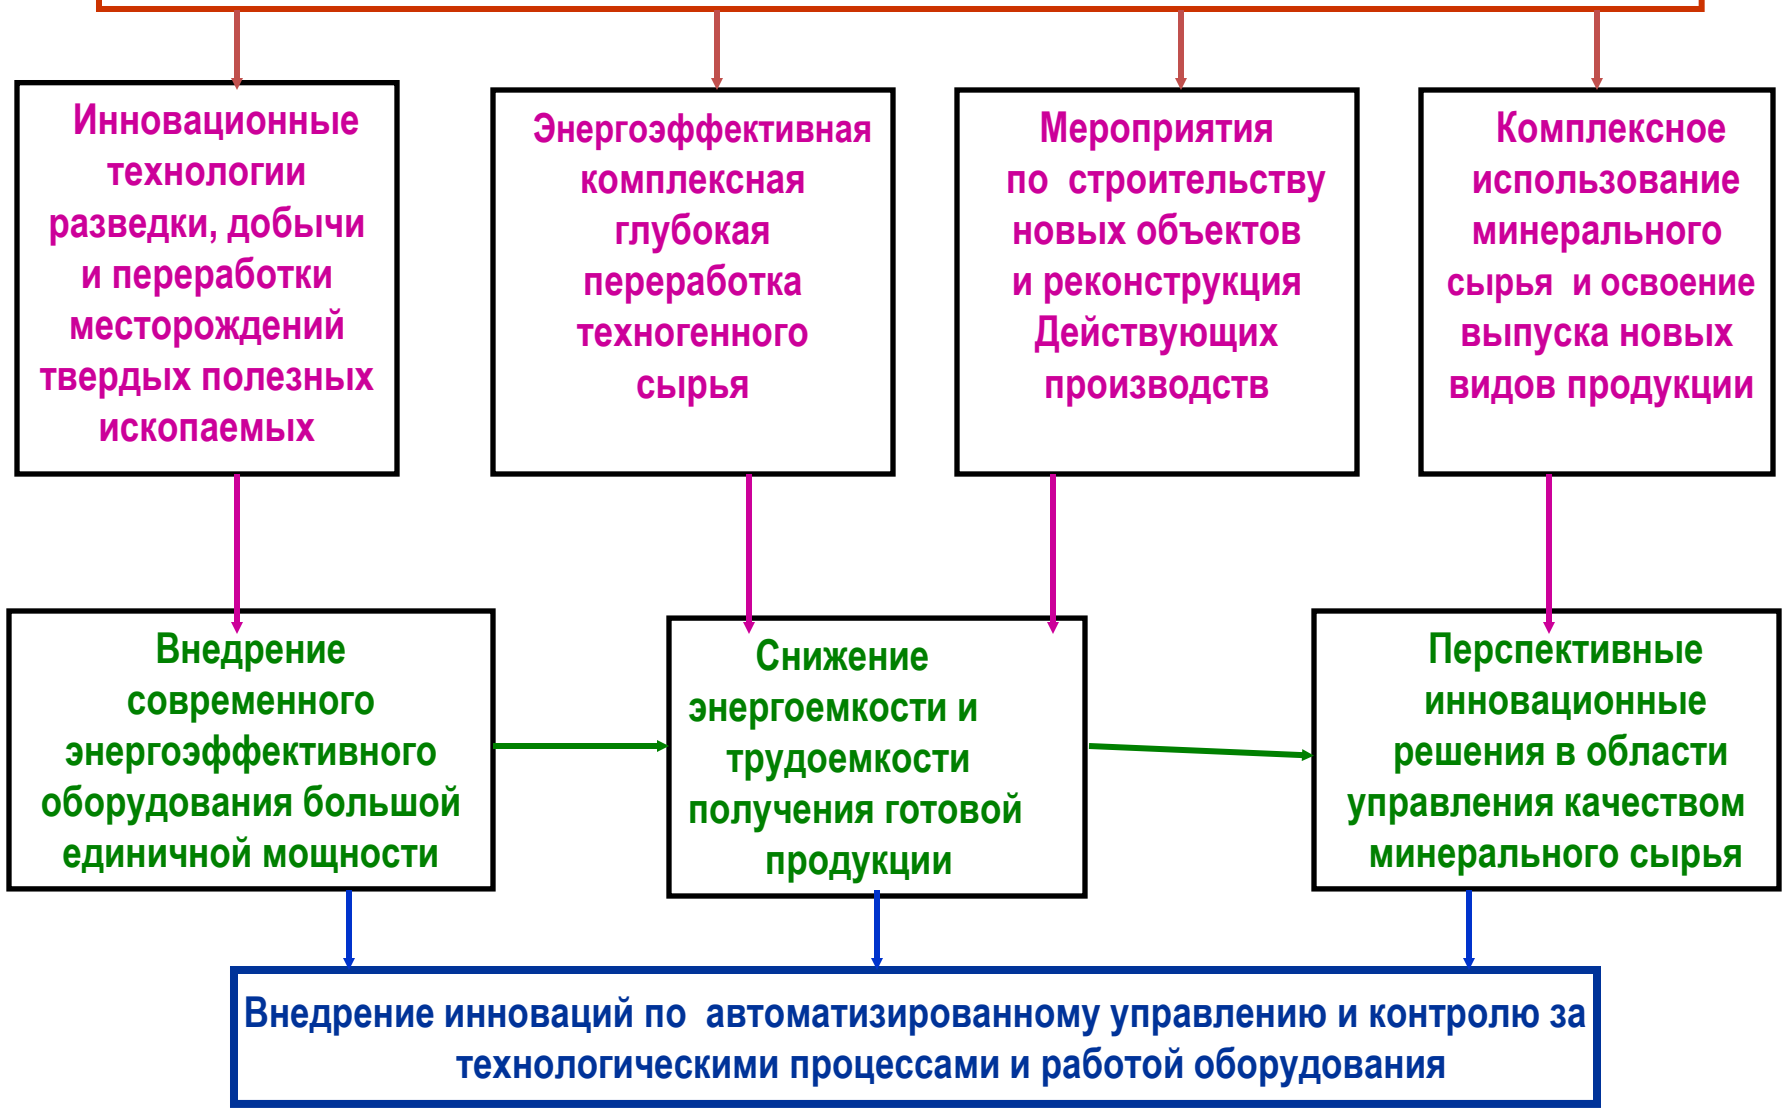 Инновационные
технологии
разведки, добычи
и переработки
месторождений
твердых полезных
ископаемых
Энергоэффективная
комплексная
глубокая
переработка
техногенного
сырья
Мероприятия
по строительству
новых объектов
и реконструкция
Действующих
производств
Комплексное
использование
минерального
сырья и освоение
выпуска новых
видов продукции
Внедрение
современного
энергоэффективного
оборудования большой
единичной мощности
Снижение
энергоемкости и
трудоемкости
получения готовой
продукции
Перспективные
инновационные
решения в области
управления качеством
минерального сырья
Внедрение инноваций по автоматизированному управлению и контролю за
технологическими процессами и работой оборудования